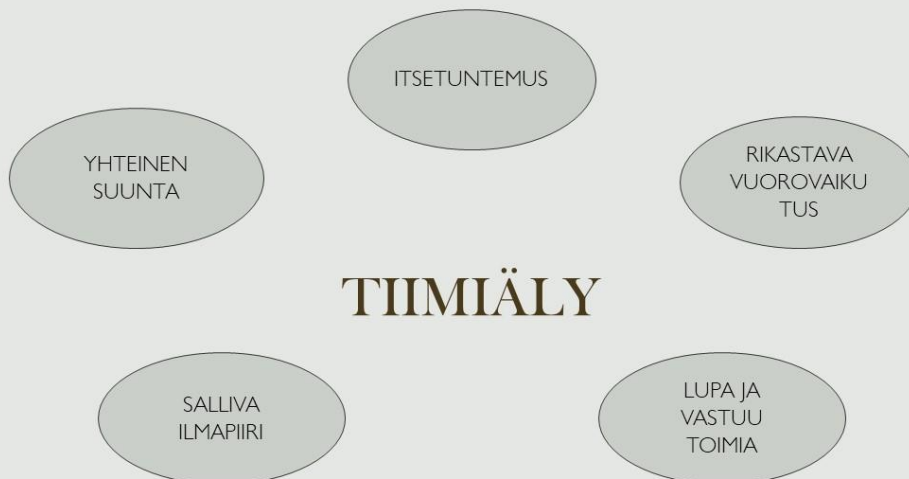 ITSETUNTEMUS
YHTEINEN
SUUNTA
RIKASTAVA
VUOROVAIKU
TUS
TIIMIÄLY
SALLIVA
ILMAPIIRI
LUPA JA
VASTUU
TOIMIA